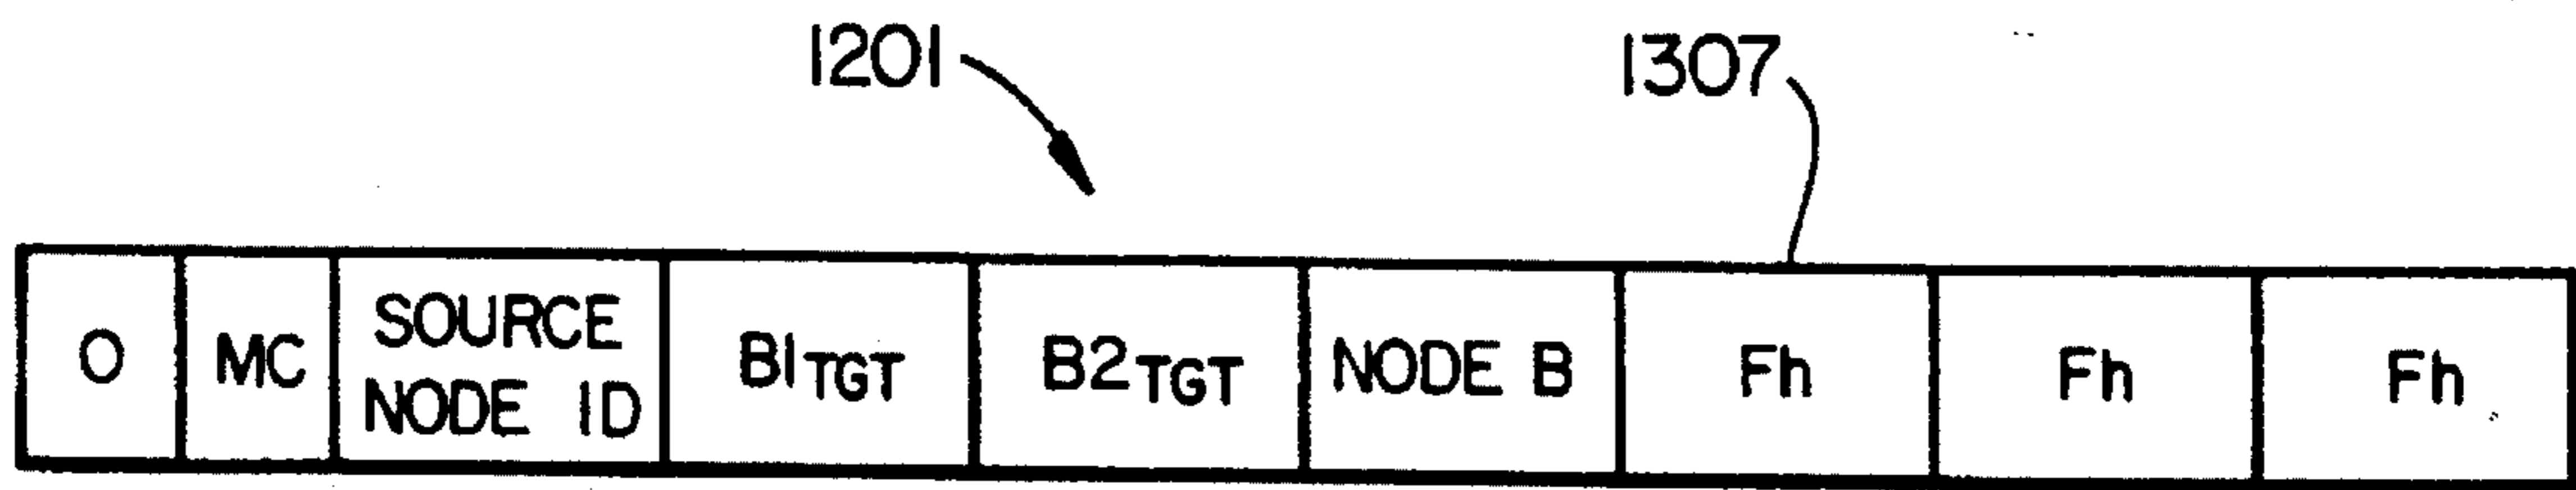 1201
1307
0
MC
SOURCE
NODE ID
B1TGT
B2TGT
NODE B
Fh
Fh
Fh